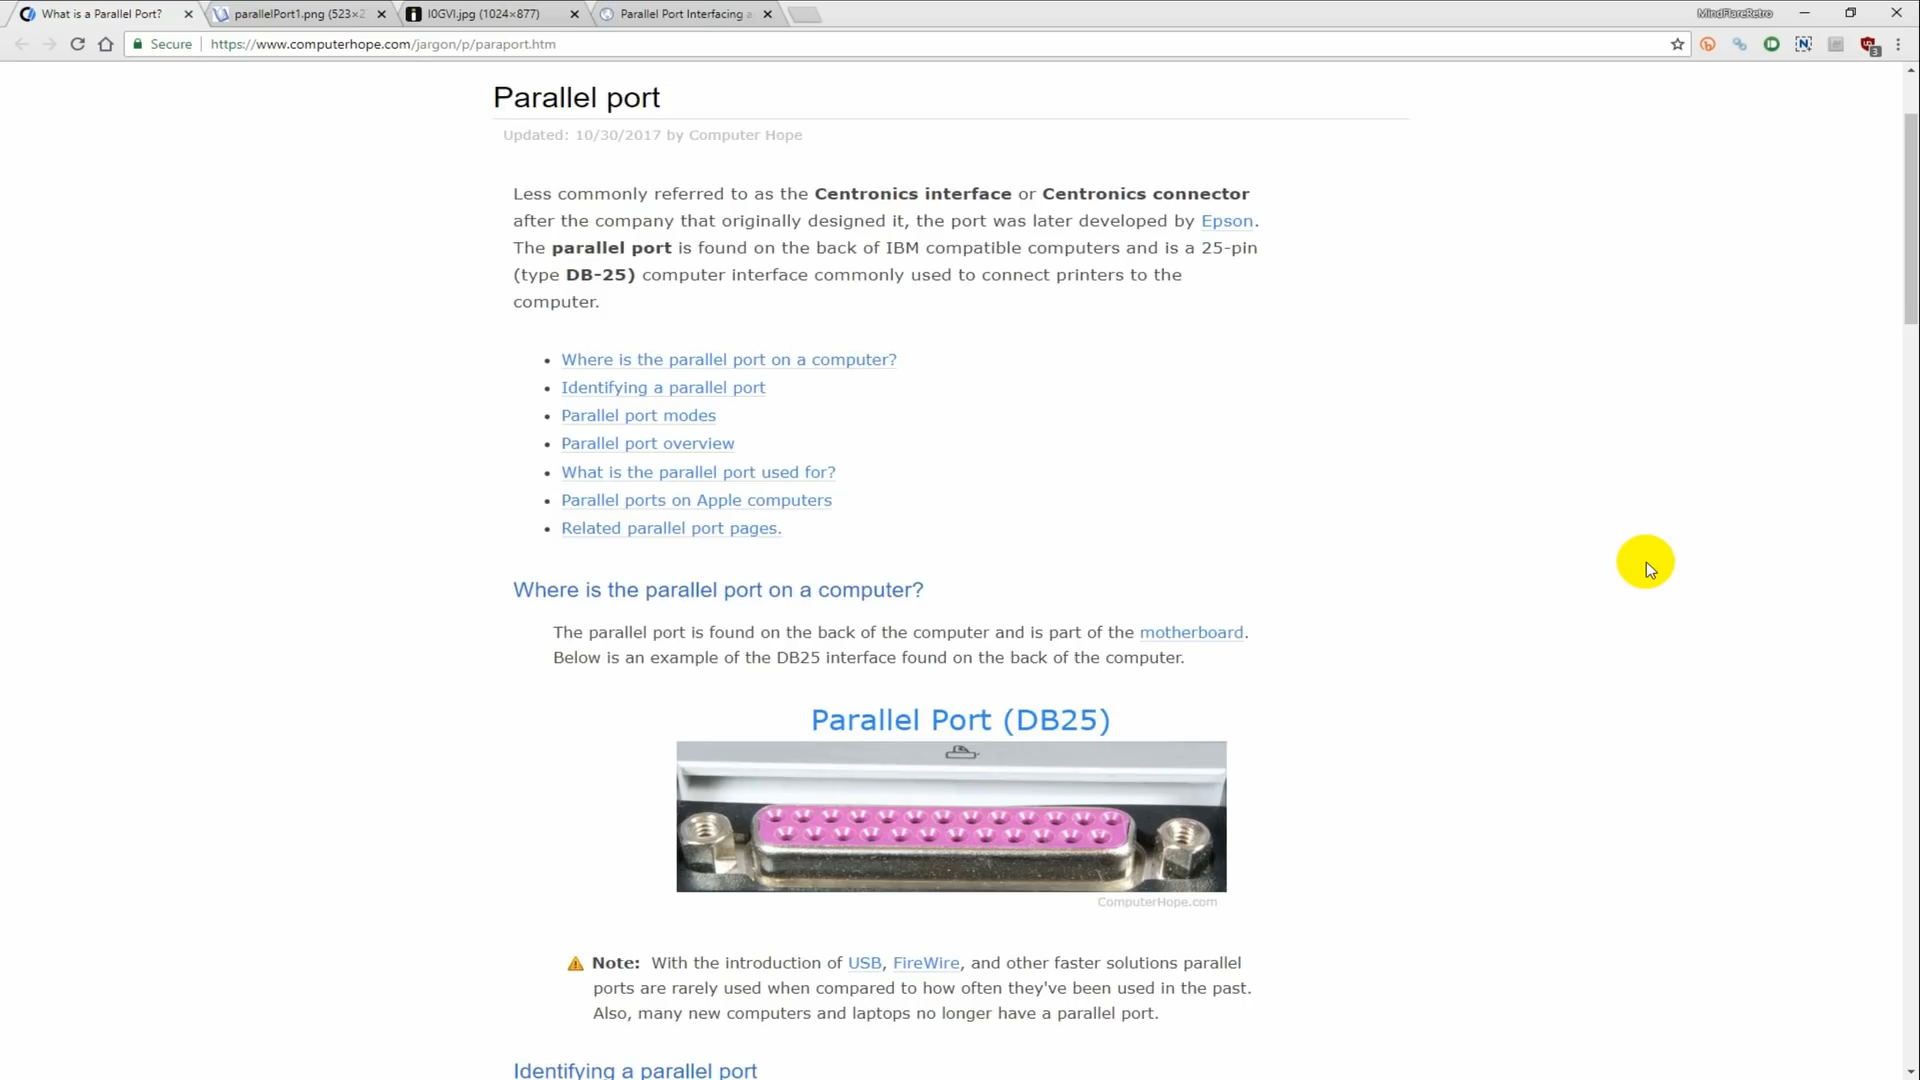 What is a Parallel Port?
parallelPort1.png (523×2
I0GVI.jpg (1024×877)
Parallel Port Interfacing a
MindFlareRetro
Secure
https://www.computerhope.com/jargon/p/paraport.htm
3
Parallel port
Updated: 10/30/2017 by Computer Hope
Less commonly referred to as the Centronics interface or Centronics connector
after the company that originally designed it, the port was later developed by Epson.
The parallel port is found on the back of IBM compatible computers and is a 25-pin
(type DB-25) computer interface commonly used to connect printers to the
computer.
• Where is the parallel port on a computer?
• Identifying a parallel port
• Parallel port modes
• Parallel port overview
• What is the parallel port used for?
• Parallel ports on Apple computers
• Related parallel port pages.
Where is the parallel port on a computer?
The parallel port is found on the back of the computer and is part of the motherboard.
Below is an example of the DB25 interface found on the back of the computer.
Parallel Port (DB25)
ComputerHope.com
Note: With the introduction of USB, FireWire, and other faster solutions parallel
ports are rarely used when compared to how often they've been used in the past.
Also, many new computers and laptops no longer have a parallel port.
Identifying a parallel port